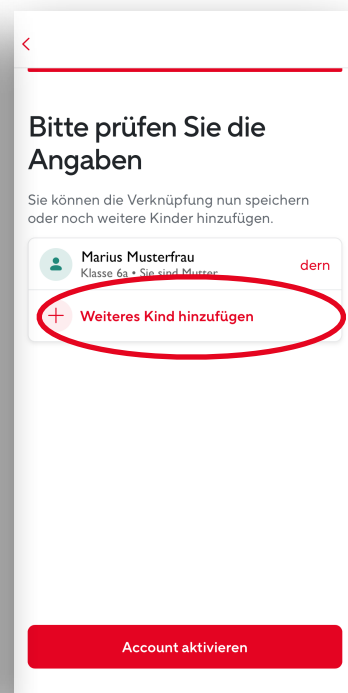 Bitte prüfen Sie die
Angaben
Sie können die Verknüpfung nun speichern
oder noch weitere Kinder hinzufügen.
Marius Musterfrau
dern
Klasse 6a • Sie sind Mutter
Weiteres Kind hinzufügen
Account aktivieren